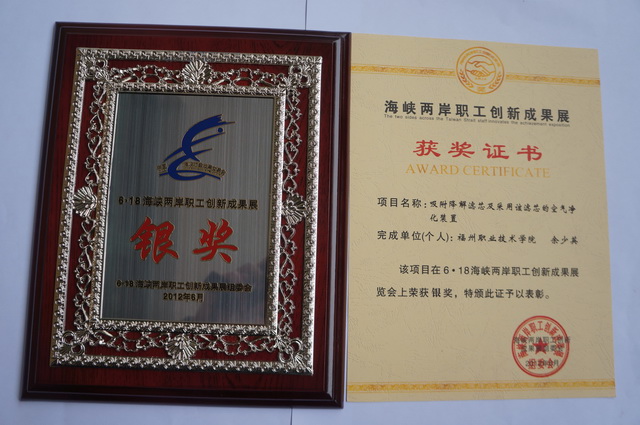 6·18海峡两岸职工创新成果展
银奖
6·18海峡两岸职工创新成果展组委会
2012年6月
海峡两岸职工创新成果展
获奖证书
AWARD CERTIFICATE
项目名称：吸附降解滤芯及采用该滤芯的空气净
化装置
完成单位(个人)：福州职业技术学院 余少英
该项目在6·18海峡两岸职工创新成果展
览会上荣获银奖，特颁此证予以表彰。